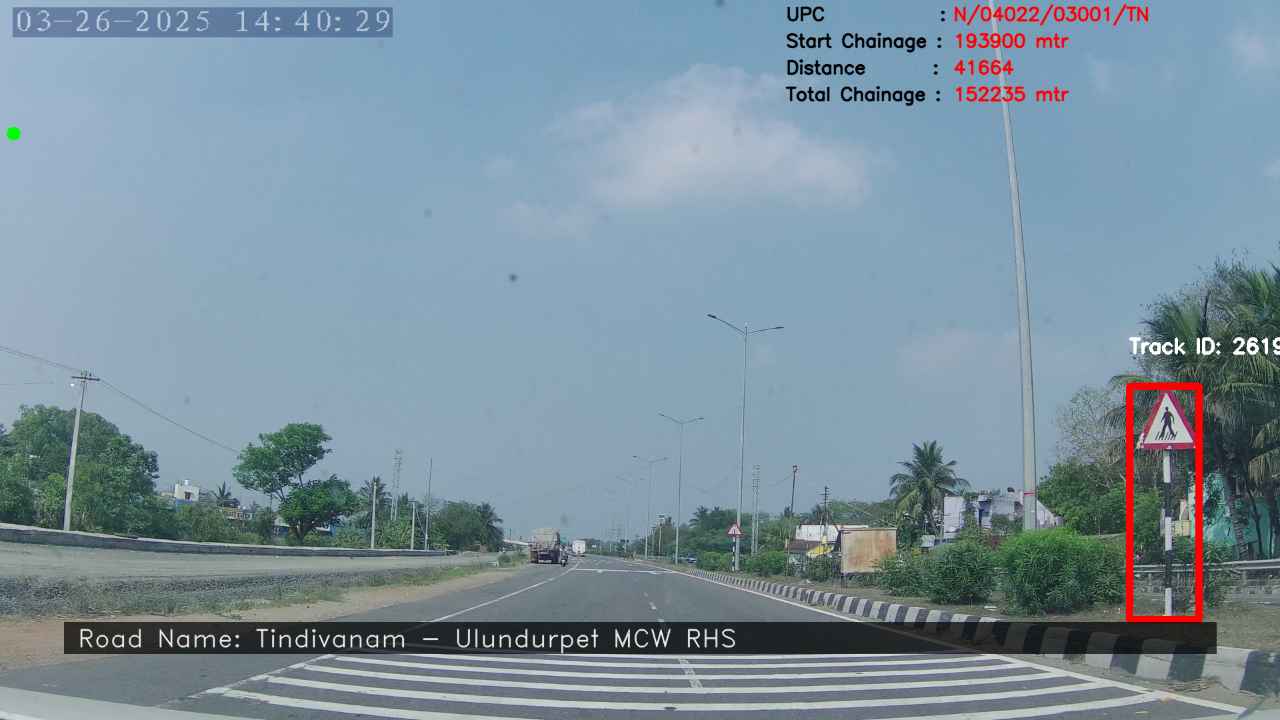 03-26-2025 14:40:29
UPC : N/04022/03001/TN
Start Chainage : 193900 mtr
Distance : 41664
Total Chainage : 152235 mtr
Track ID: 2619
Road Name: Tindivanam - Ulundurpet MCW RHS